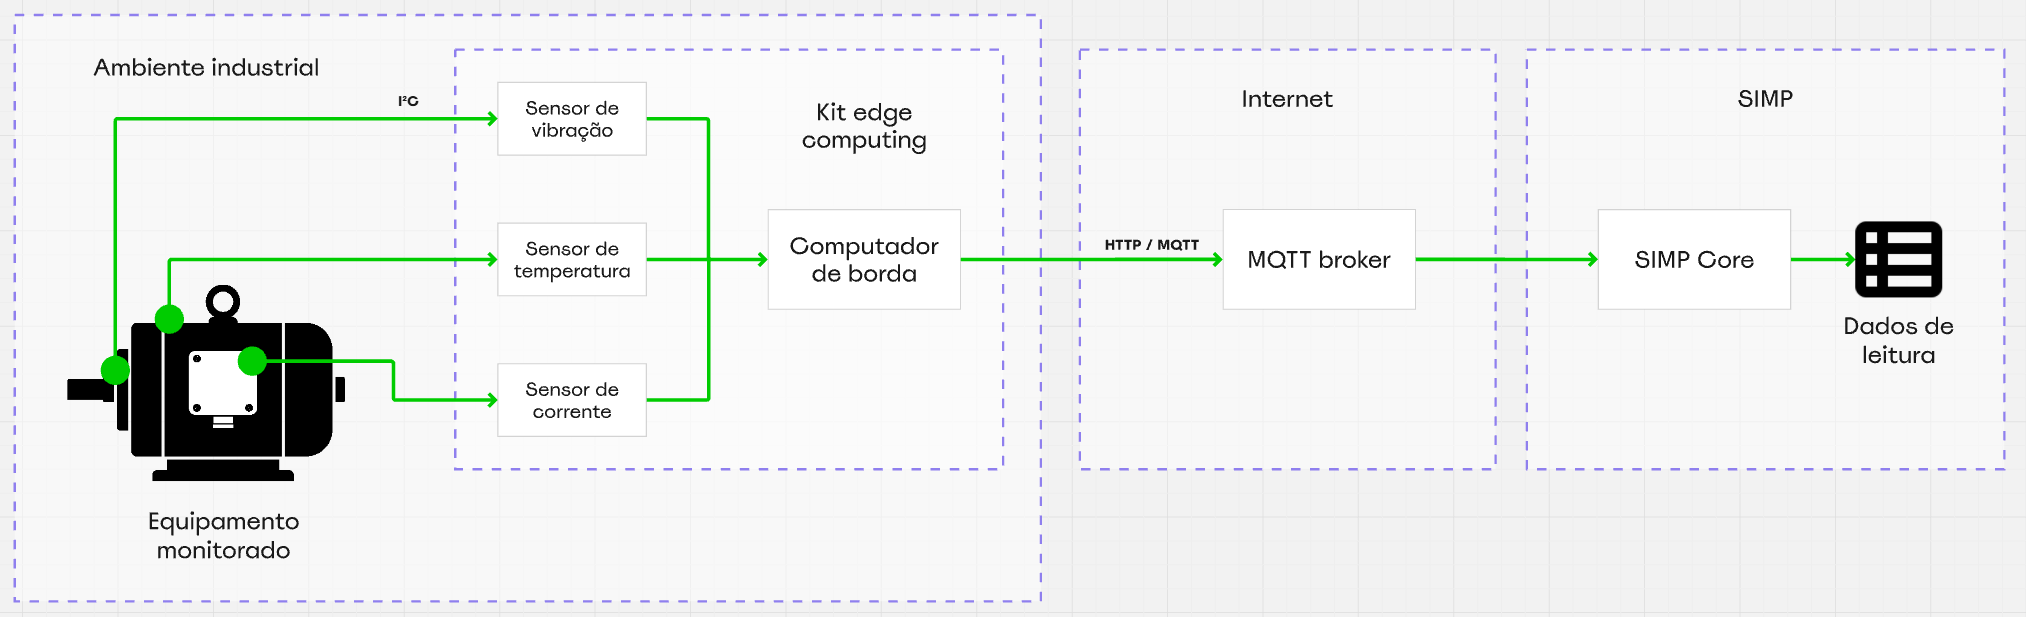 Ambiente industrial
I²C
Sensor de
vibração
Kit edge
computing
Sensor de
temperatura
Computador
de borda
Sensor de
corrente
Equipamento
monitorado
Internet
HTTP / MQTT
MQTT broker
SIMP
SIMP Core
Dados de
leitura